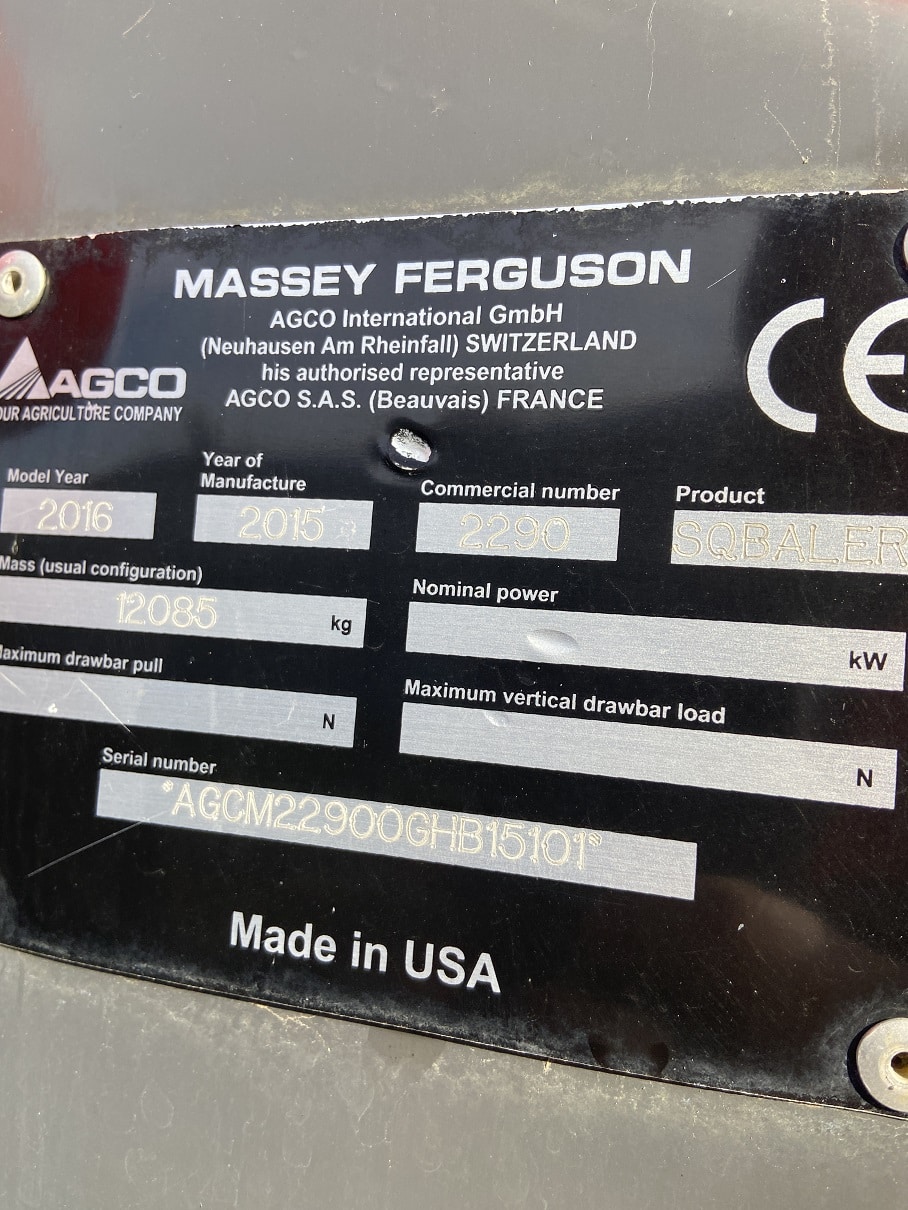 MASSEY FERGUSON
AGCO International GmbH
(Neuhausen Am Rheinfall) SWITZERLAND
his authorised representative
AGCO S.A.S. (Beauvais) FRANCE
AGCO
OUR AGRICULTURE COMPANY
CE
Model Year
2016
Year of
Manufacture
2015
Commercial number
2290
Product
SQBALER
Mass (usual configuration)
12085 kg
Nominal power
kW
Maximum drawbar pull
N
Maximum vertical drawbar load
N
Serial number
*AGCM22900GHB15101*
Made in USA